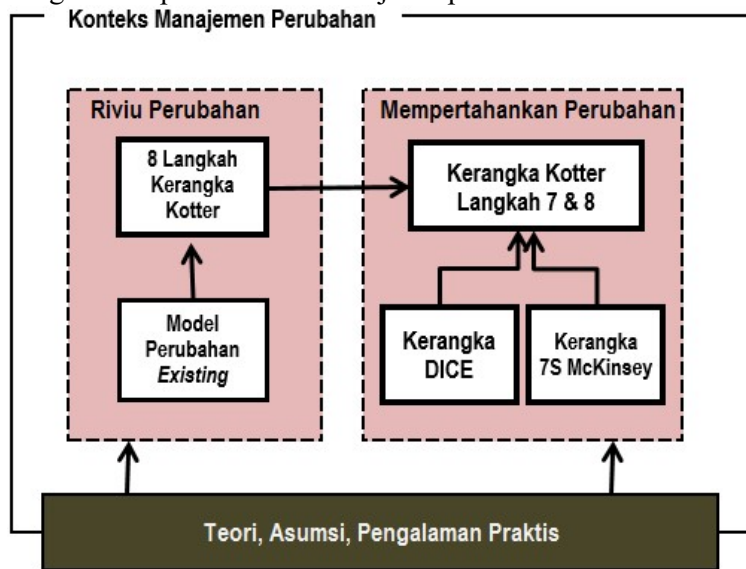 Konteks Manajemen Perubahan
Riviu Perubahan
8 Langkah
Kerangka
Kotter
Model
Perubahan
Existing
Mempertahankan Perubahan
Kerangka Kotter
Langkah 7 & 8
Kerangka
DICE
Kerangka
7S McKinsey
Teori, Asumsi, Pengalaman Praktis